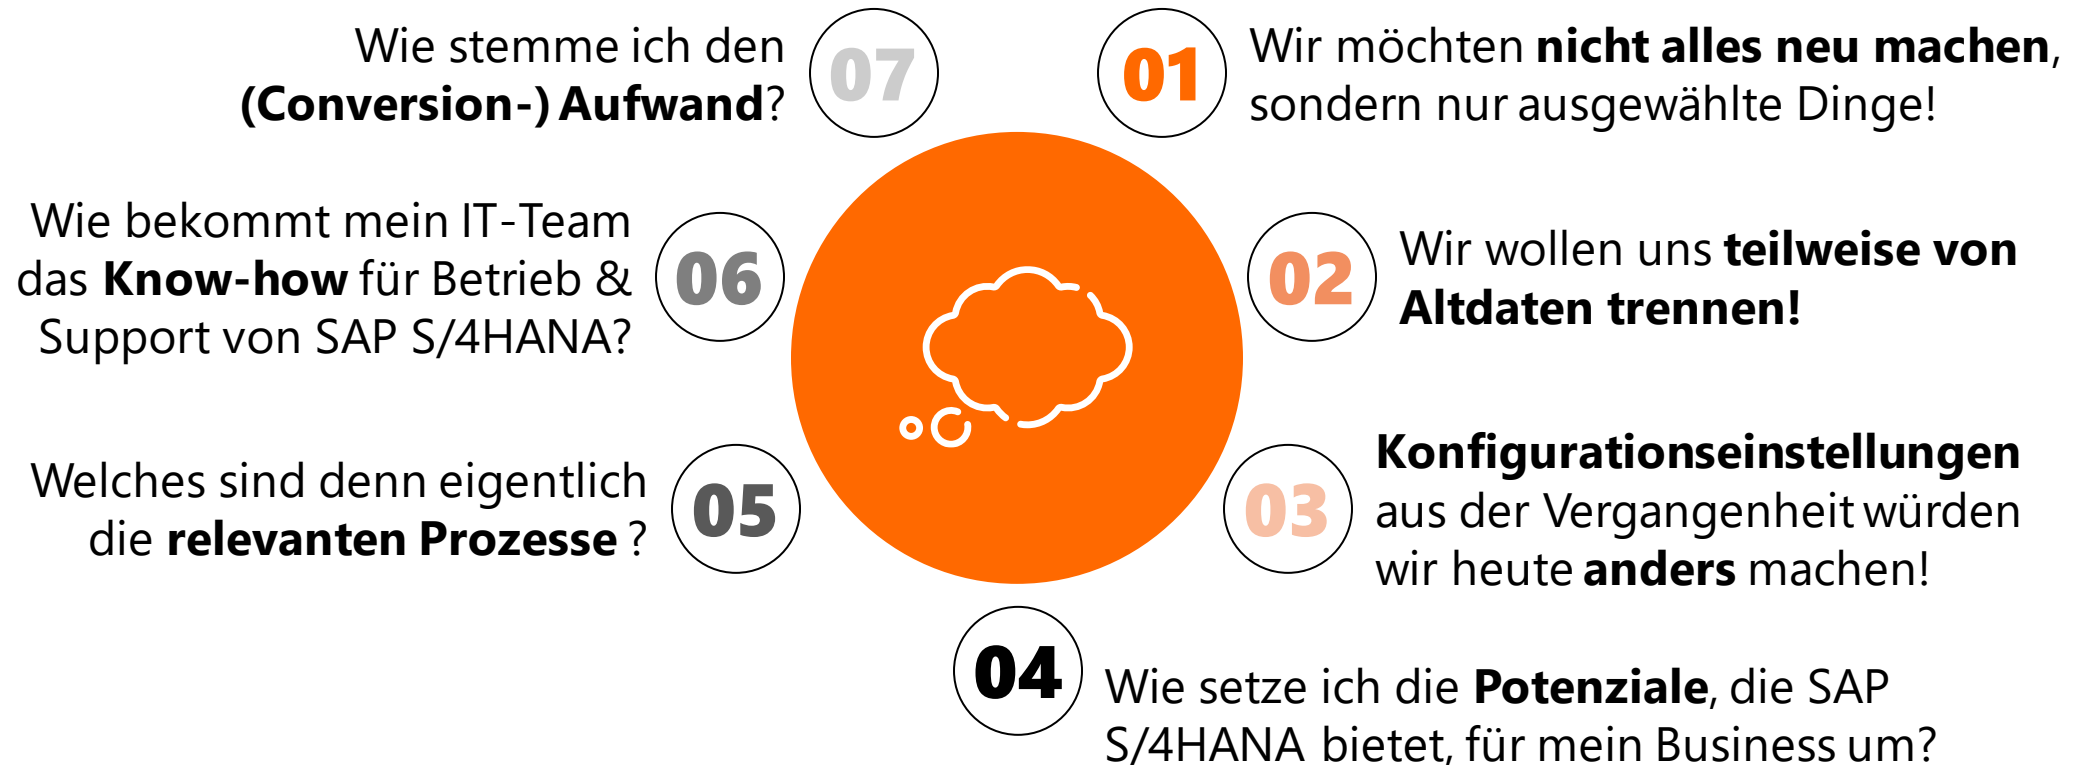 01
Wir möchten nicht alles neu machen,
sondern nur ausgewählte Dinge!
02
Wir wollen uns teilweise von
Altdaten trennen!
03
Konfigurationseinstellungen
aus der Vergangenheit würden
wir heute anders machen!
04
Wie setze ich die Potenziale, die SAP
S/4HANA bietet, für mein Business um?
05
Welches sind denn eigentlich
die relevanten Prozesse ?
06
Wie bekommt mein IT-Team
das Know-how für Betrieb &
Support von SAP S/4HANA?
07
Wie stemme ich den
(Conversion-) Aufwand?